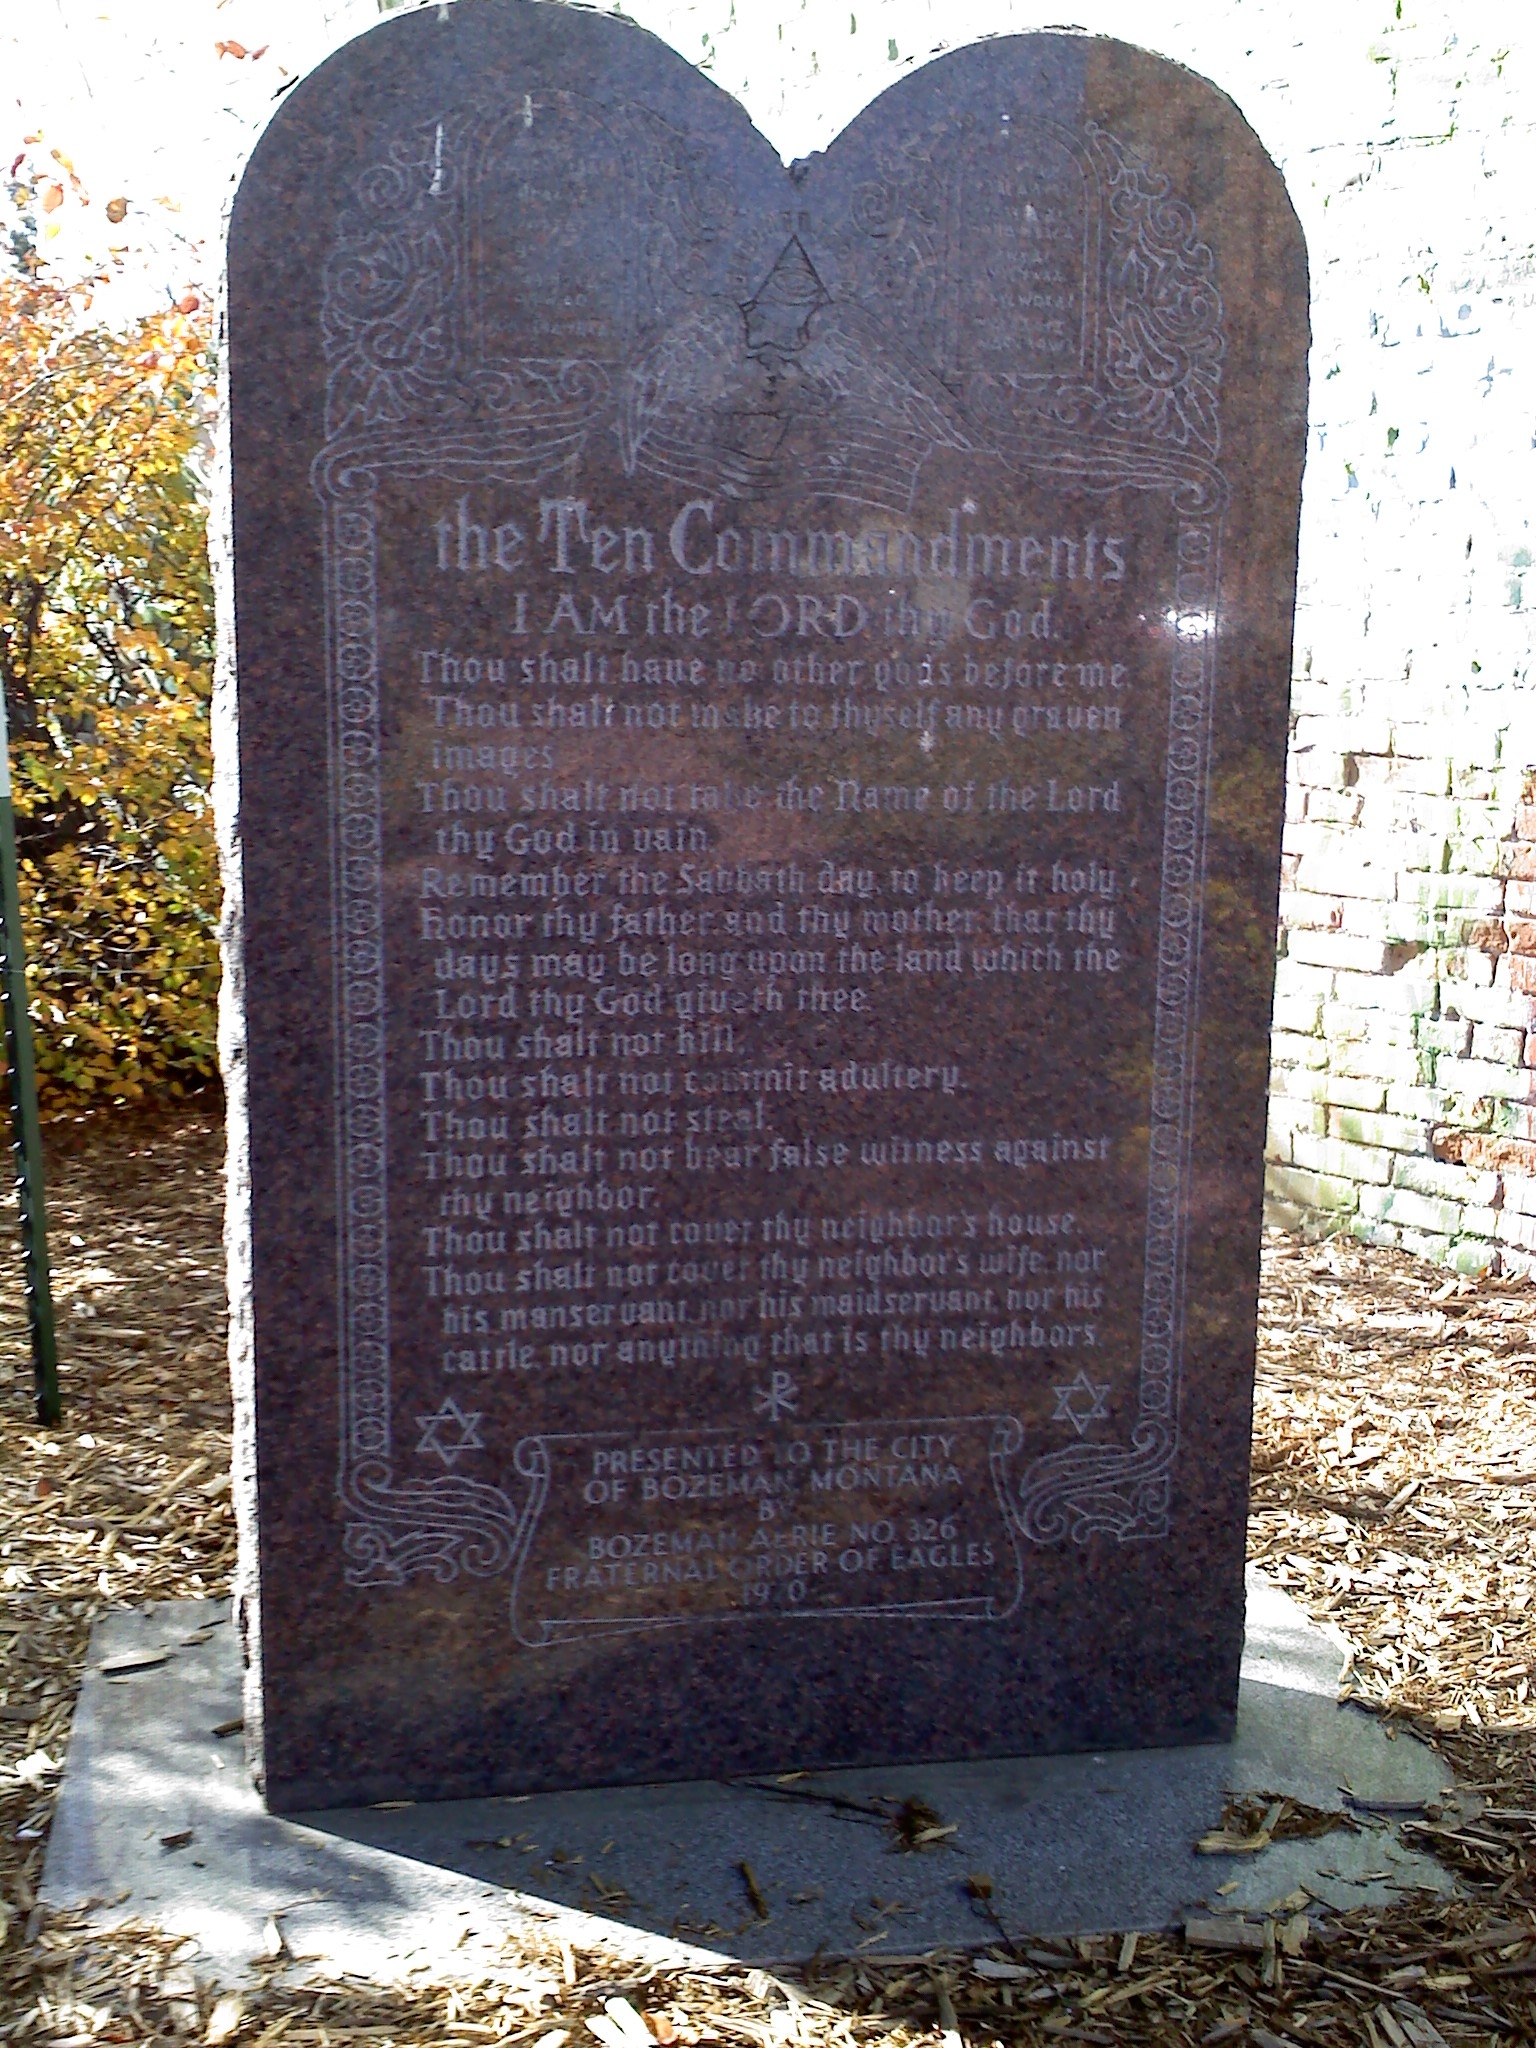 the Ten Commandments
I AM the LORD thy God.
Thou shalt have no other gods before me.
Thou shalt not make to thyself any graven
images
Thou shalt not take the Name of the Lord
thy God in vain.
Remember the Sabbath day, to keep it holy.
Honor thy father and thy mother, that thy
days may be long upon the land which the
Lord thy God giveth thee.
Thou shalt not kill.
Thou shalt not commit adultery.
Thou shalt not steal.
Thou shalt not bear false witness against
thy neighbor.
Thou shalt not covet thy neighbor's house.
Thou shalt not covet thy neighbor's wife, nor
his manservant, nor his maidservant, nor his
cattle, nor anything that is thy neighbors.
PRESENTED TO THE CITY
OF BOZEMAN, MONTANA
BY
BOZEMAN AERIE NO. 326
FRATERNAL ORDER OF EAGLES